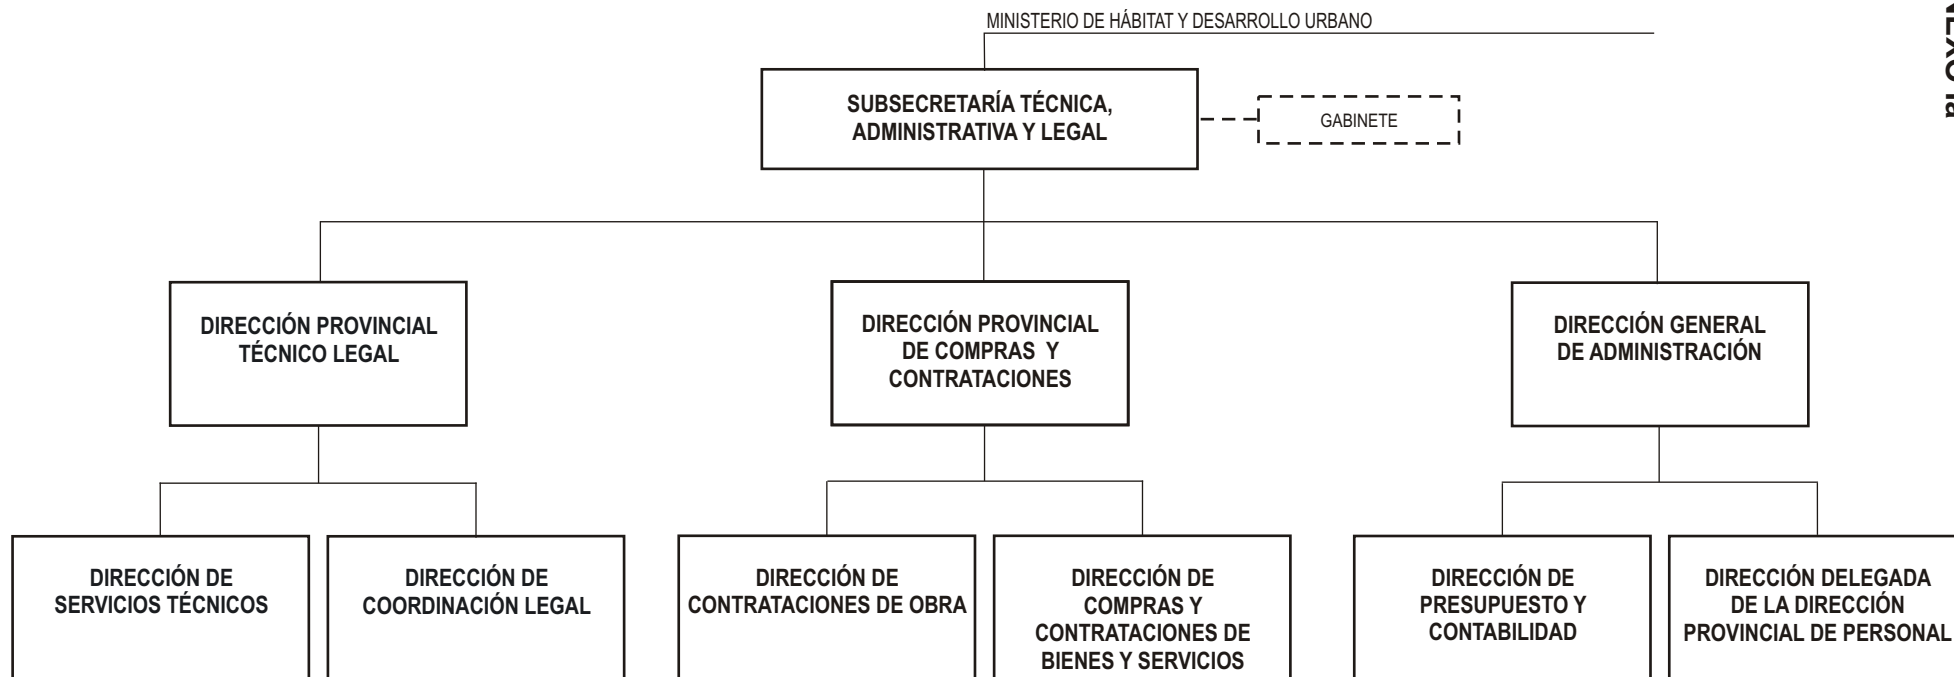 MINISTERIO DE HÁBITAT Y DESARROLLO URBANO
SUBSECRETARÍA TÉCNICA,
ADMINISTRATIVA Y LEGAL
GABINETE
DIRECCIÓN PROVINCIAL
TÉCNICO LEGAL
DIRECCIÓN PROVINCIAL
DE COMPRAS Y
CONTRATACIONES
DIRECCIÓN GENERAL
DE ADMINISTRACIÓN
DIRECCIÓN DE
SERVICIOS TÉCNICOS
DIRECCIÓN DE
COORDINACIÓN LEGAL
DIRECCIÓN DE
CONTRATACIONES DE OBRA
DIRECCIÓN DE
COMPRAS Y
CONTRATACIONES DE
BIENES Y SERVICIOS
DIRECCIÓN DE
PRESUPUESTO Y
CONTABILIDAD
DIRECCIÓN DELEGADA
DE LA DIRECCIÓN
PROVINCIAL DE PERSONAL